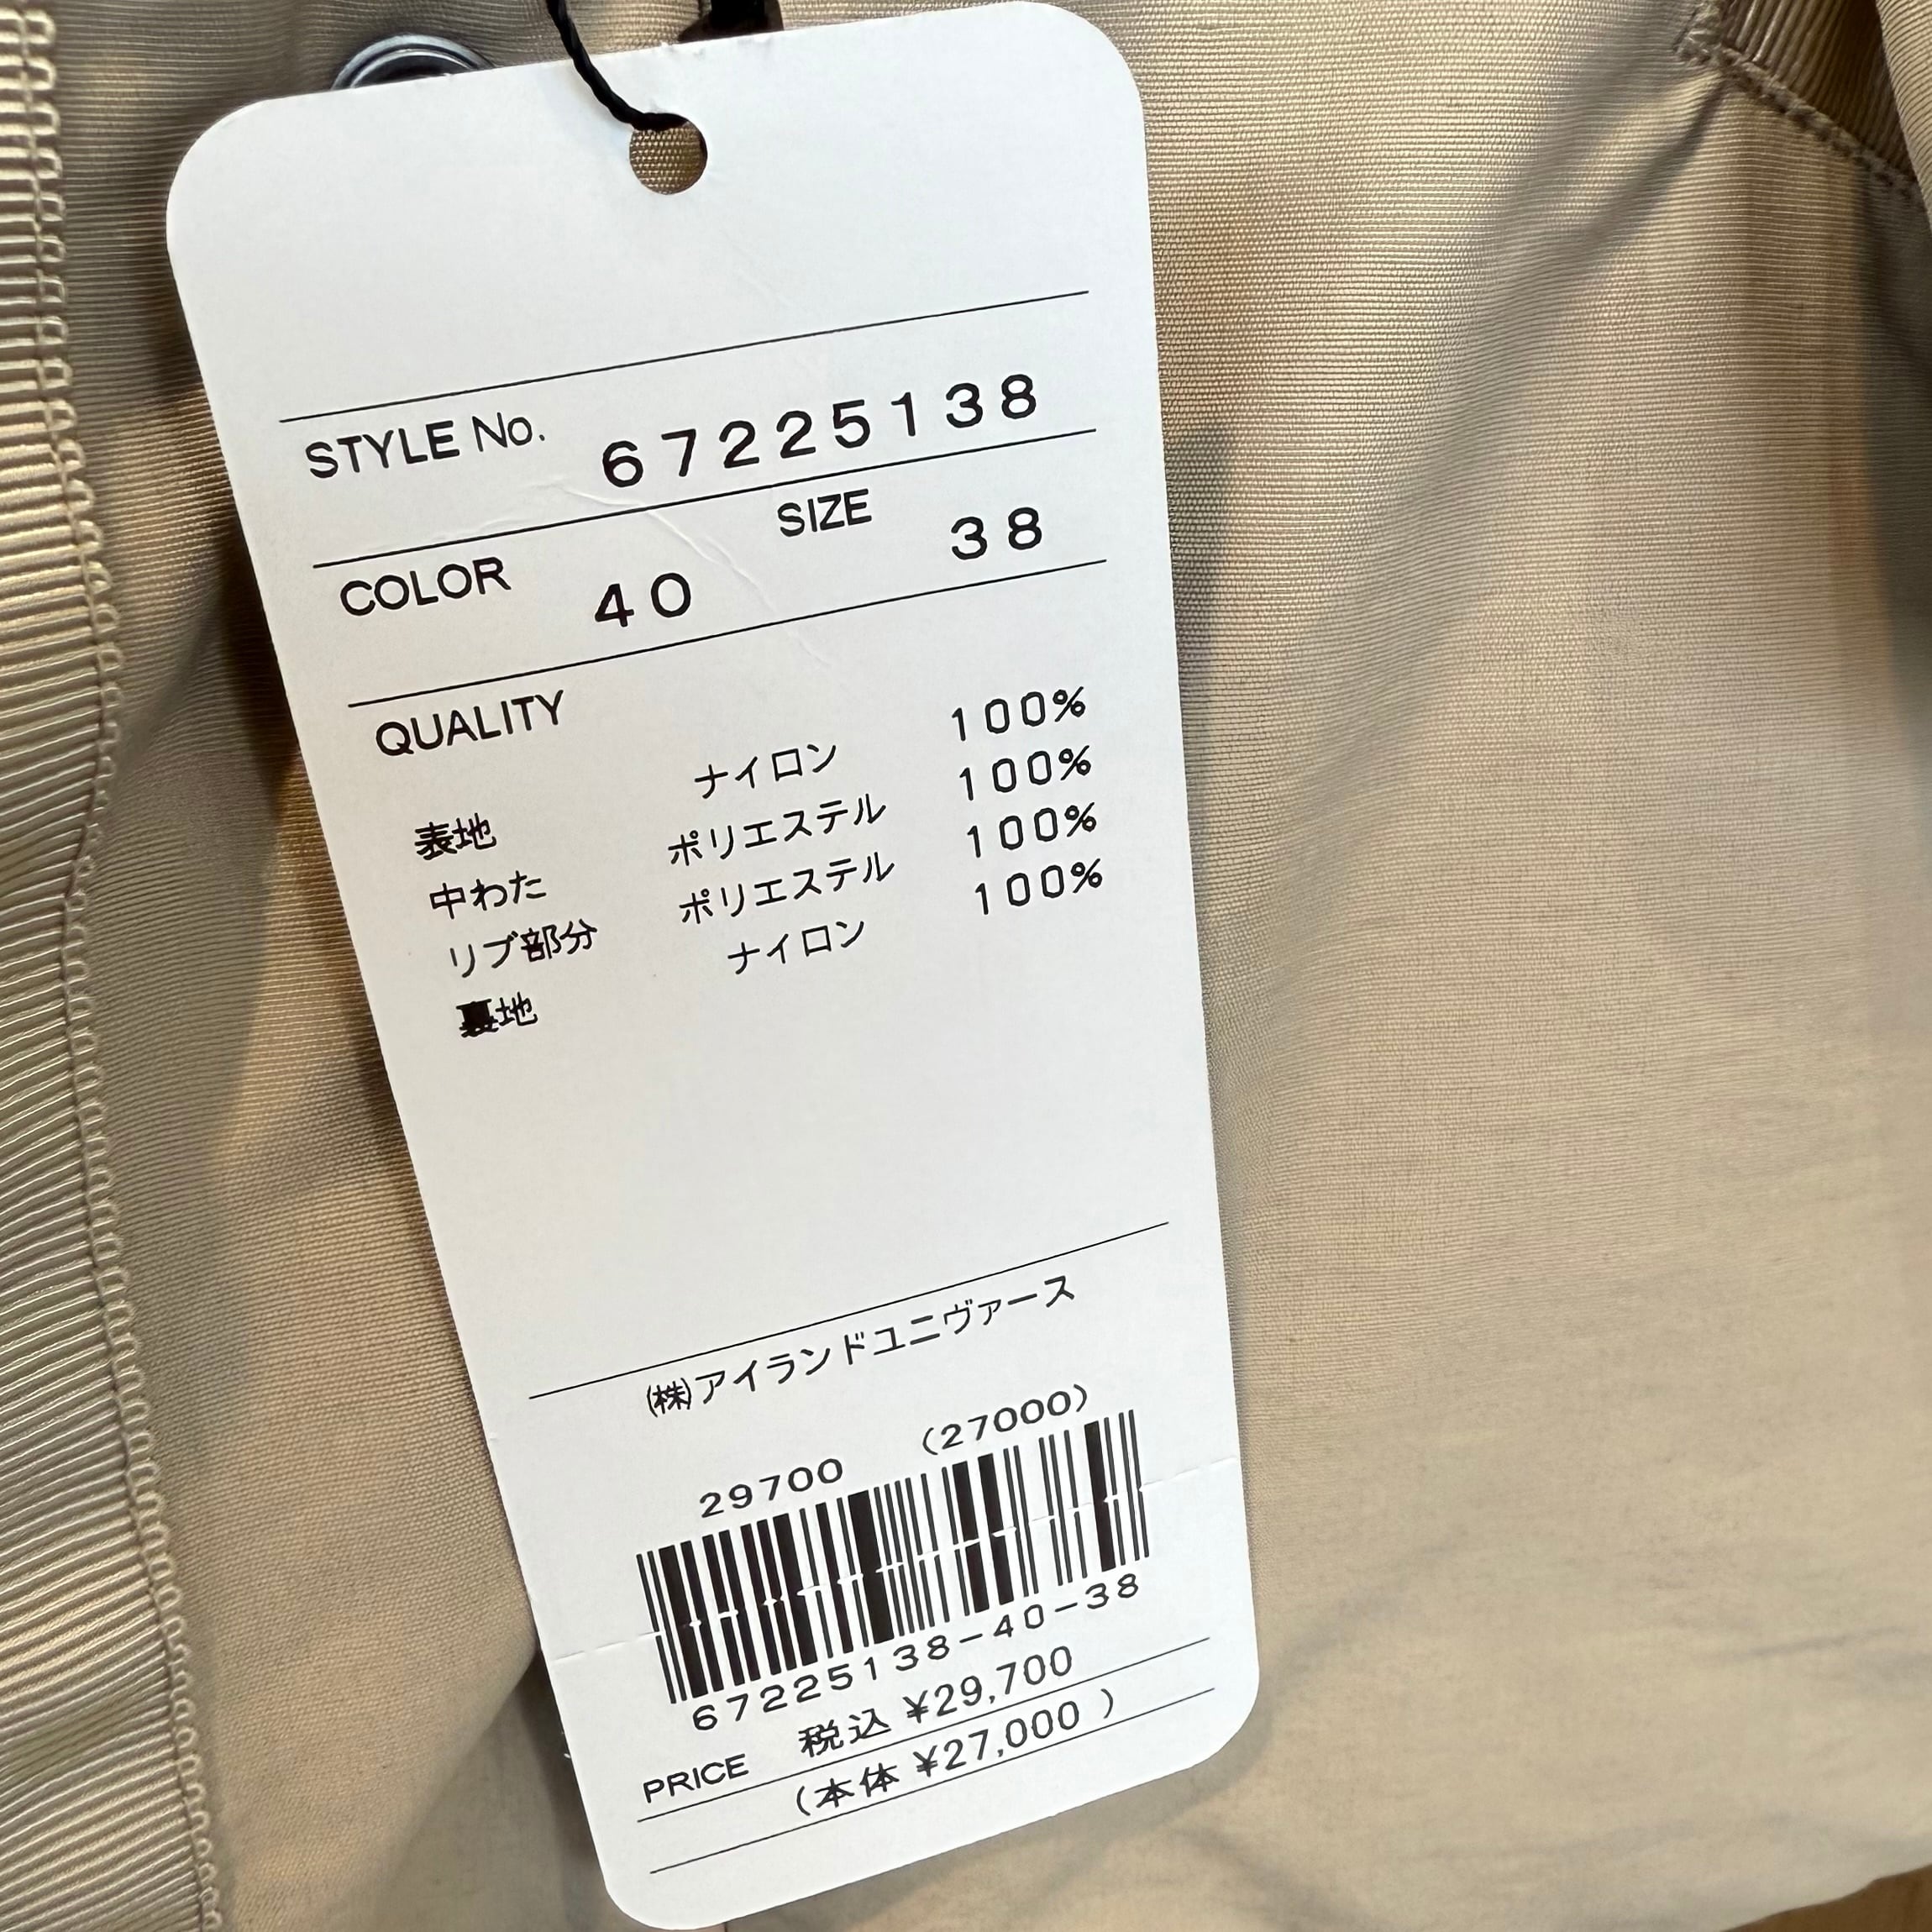 STYLE No. 67225138
COLOR 40 SIZE 38
QUALITY
表地 ナイロン 100%
中わた ポリエステル 100%
リブ部分 ポリエステル 100%
裏地 ナイロン 100%
㈱アイランドユニヴァース
29700 (27000)
67225138-40-38
PRICE 税込 ¥29,700
(本体 ¥27,000 )